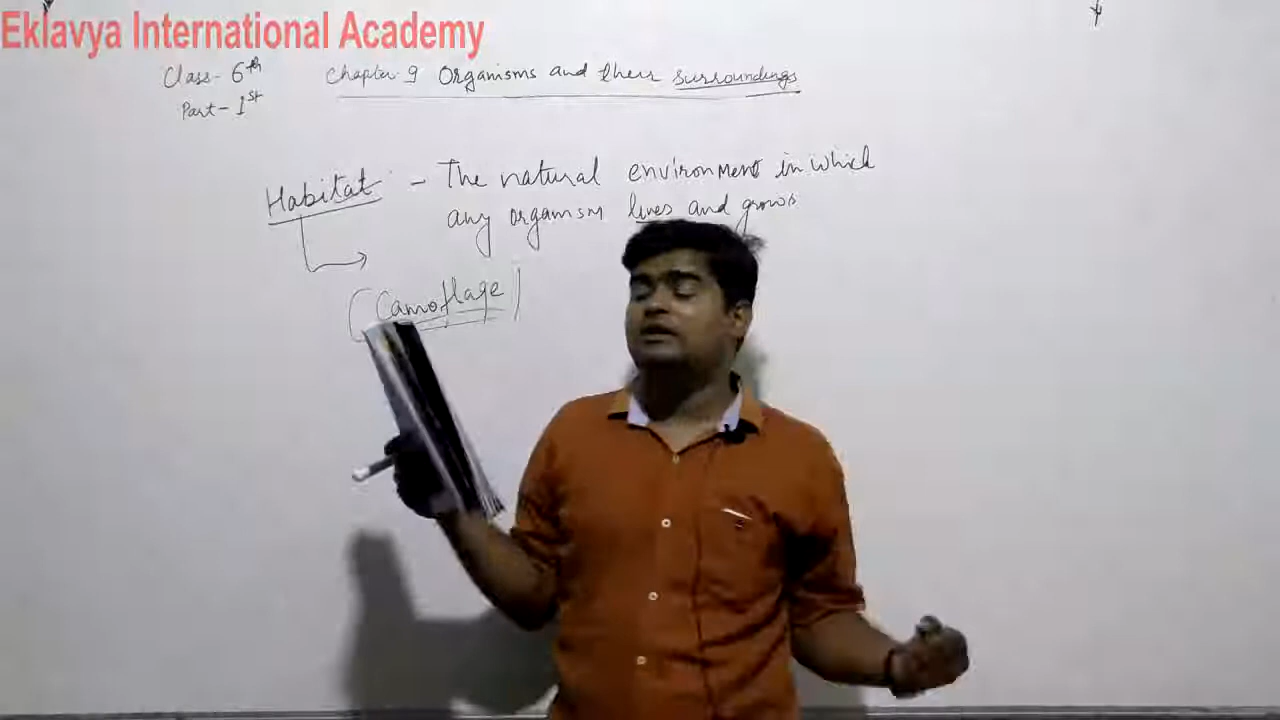 Eklavya International Academy
Class- 6th Chapter 9 Organisms and their surroundings
Part- 1st
Habitat - The natural environment in which
any organism lives and grows
(Camoflage)